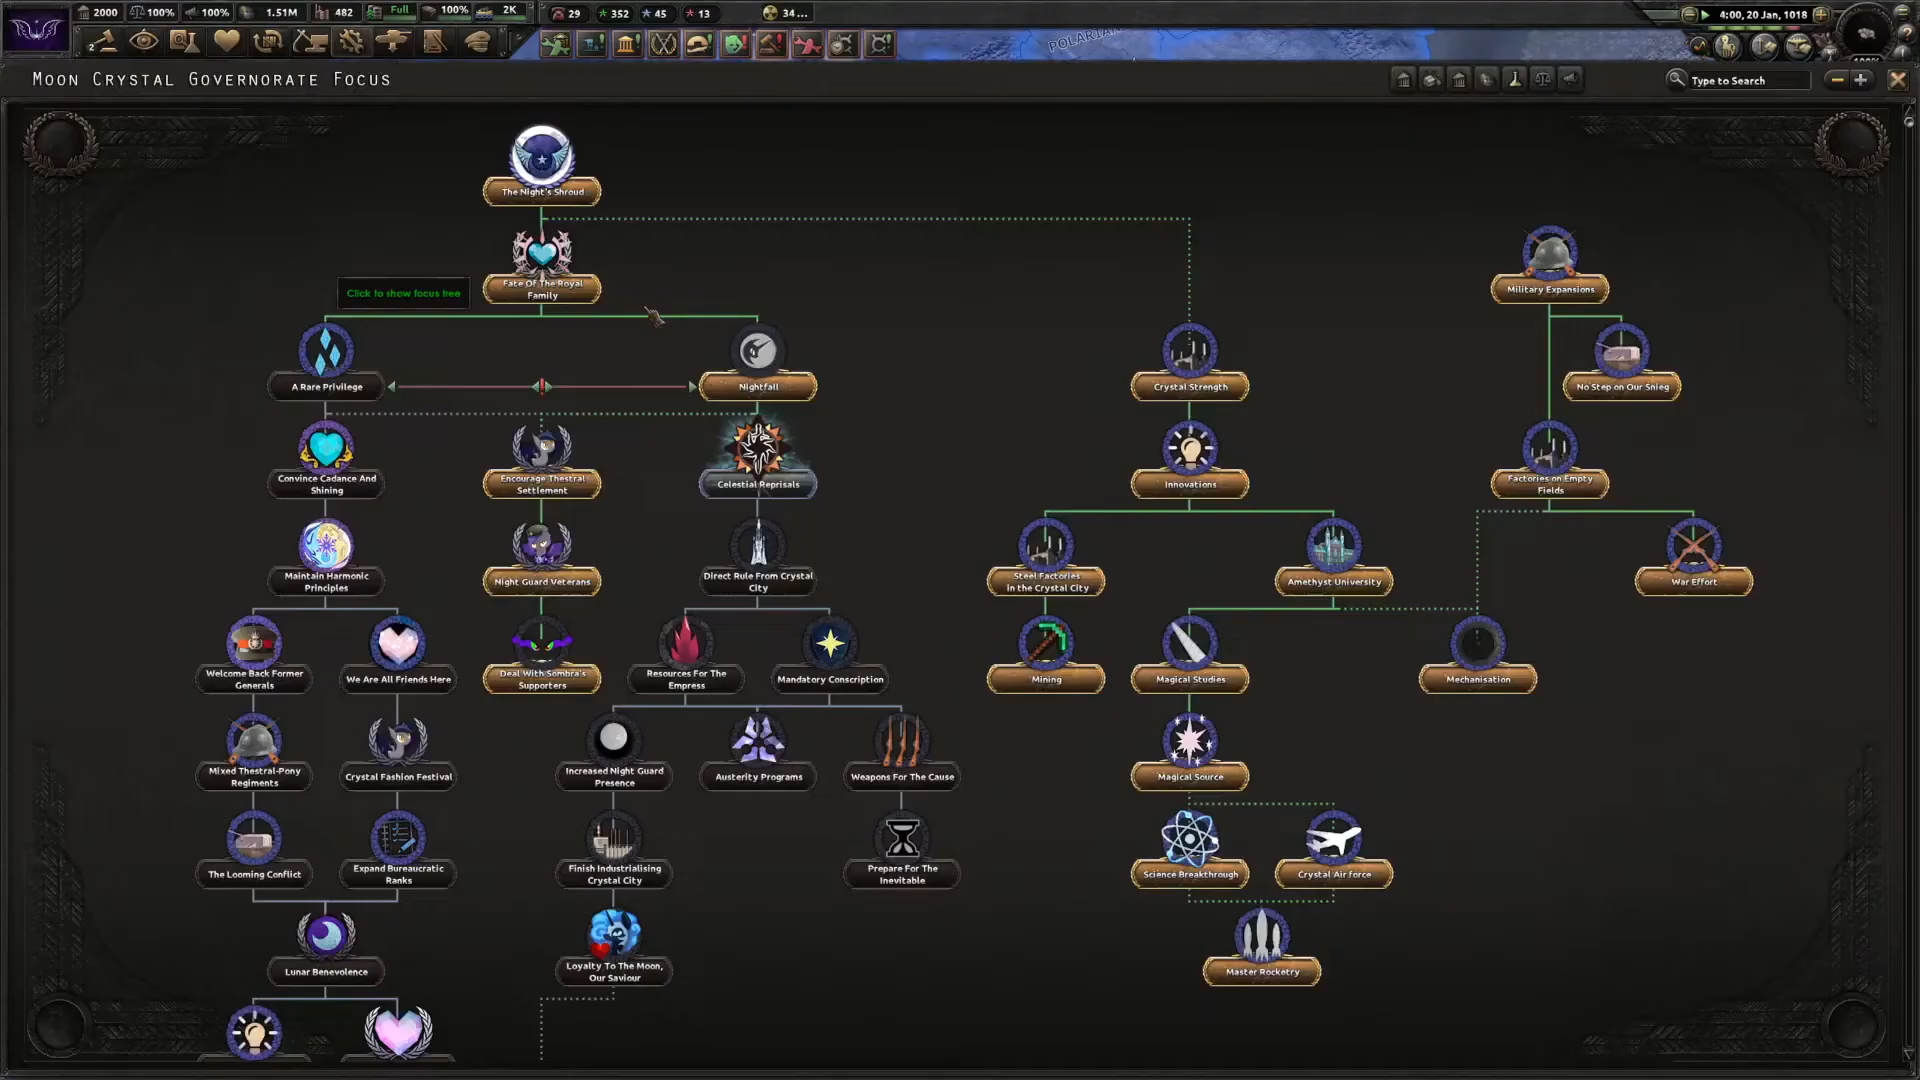 2000
100%
100%
1.51M
482
Full
100%
2K
29
352
45
13
34...
4:00, 20 Jan, 1018
POLARIAN
Moon Crystal Governorate Focus
Type to Search
The Night's Shroud
Fate Of The Royal
Family
Click to show focus tree
Military Expansions
A Rare Privilege
Nightfall
Crystal Strength
No Step on Our Snieg
Convince Cadance And
Shining
Encourage Thestral
Settlement
Celestial Reprisals
Innovations
Factories on Empty
Fields
Maintain Harmonic
Principles
Night Guard Veterans
Direct Rule From Crystal
City
Steel Factories
in the Crystal City
Amethyst University
War Effort
Welcome Back Former
Generals
We Are All Friends Here
Deal With Sombra's
Supporters
Resources For The
Empress
Mandatory Conscription
Mining
Magical Studies
Mechanisation
Mixed Thestral-Pony
Regiments
Crystal Fashion Festival
Increased Night Guard
Presence
Austerity Programs
Weapons For The Cause
Magical Source
The Looming Conflict
Expand Bureaucratic
Ranks
Finish Industrialising
Crystal City
Prepare For The
Inevitable
Science Breakthrough
Crystal Airforce
Lunar Benevolence
Loyalty To The Moon,
Our Saviour
Master Rocketry